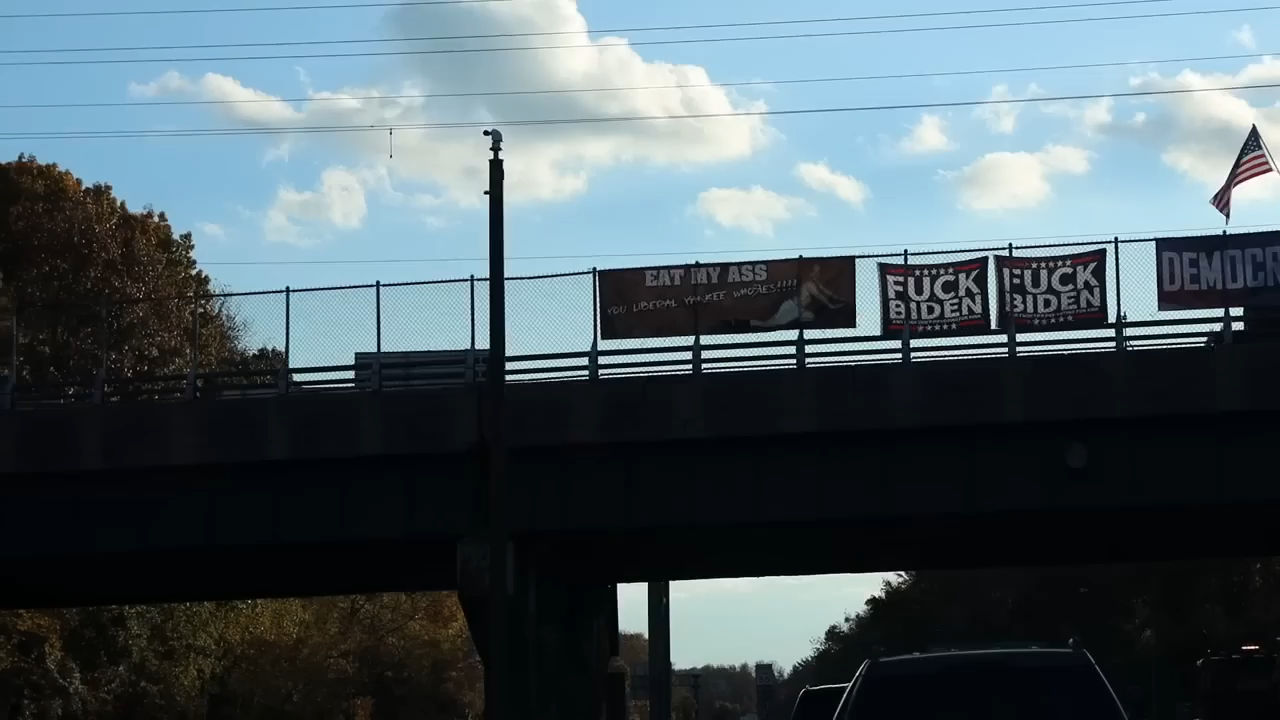 EAT MY ASS
YOU LIBERAL YANKEE WHORES!!!!
FUCK
BIDEN
FUCK
BIDEN
DEMOCR